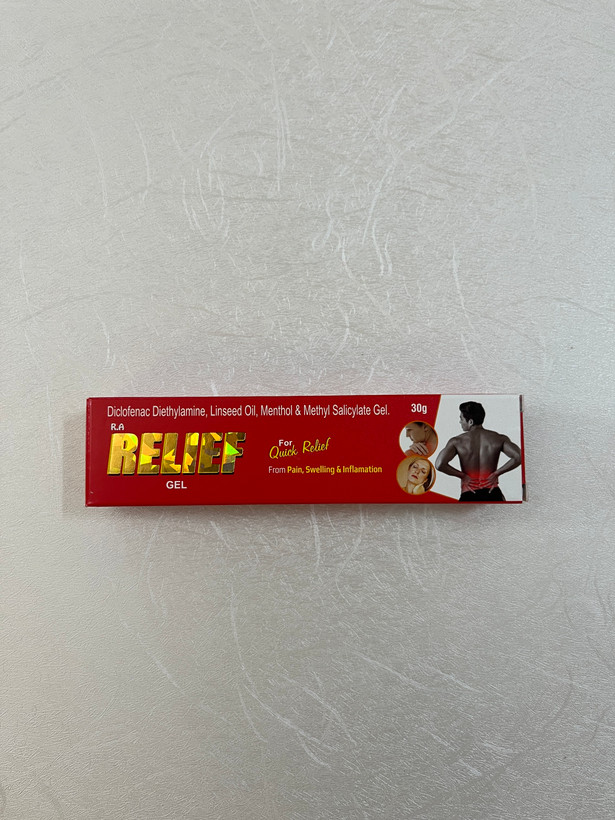 Diclofenac Diethylamine, Linseed Oil, Menthol & Methyl Salicylate Gel.
30g
R.A
RELIEF
GEL
For
Quick Relief
From Pain, Swelling & Inflamation